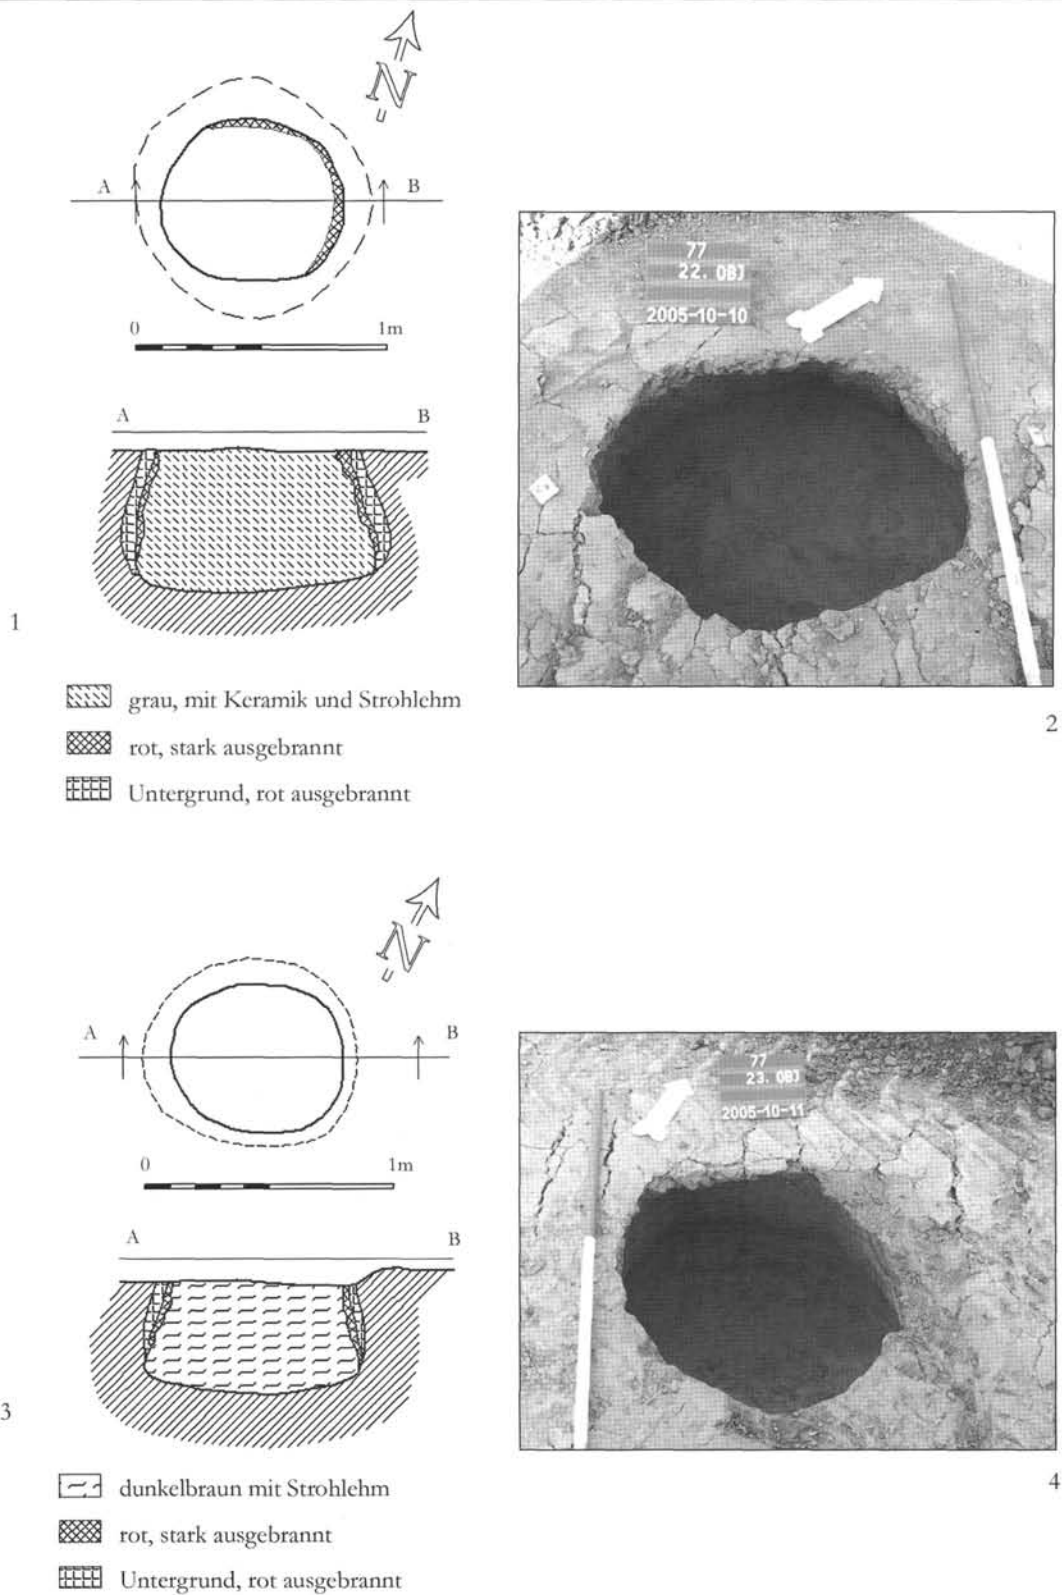 N
A
B
0
1m
A
B
1
grau, mit Keramik und Strohlehm
rot, stark ausgebrannt
Untergrund, rot ausgebrannt
77
22. OBJ
2005-10-10
2
N
A
B
0
1m
A
B
3
dunkelbraun mit Strohlehm
rot, stark ausgebrannt
Untergrund, rot ausgebrannt
77
23. OBJ
2005-10-11
4